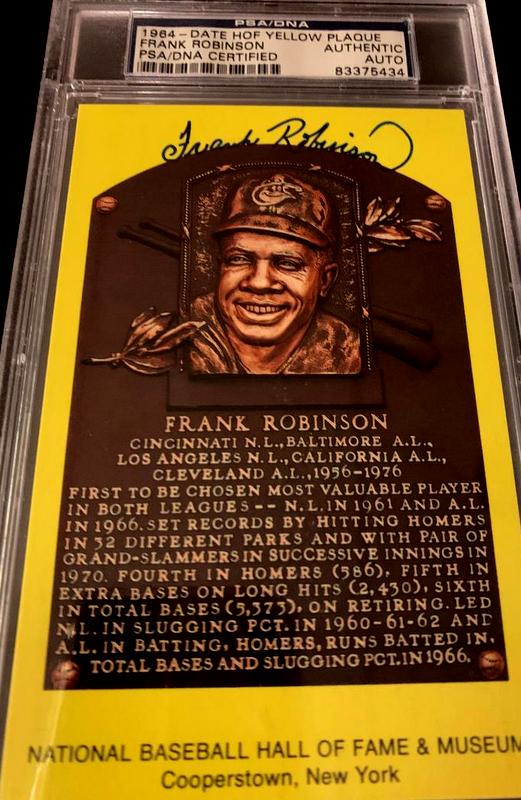 PSA/DNA
1964-DATE HOF YELLOW PLAQUE
FRANK ROBINSON AUTHENTIC
PSA/DNA CERTIFIED AUTO
83375434
Frank Robinson
FRANK ROBINSON
CINCINNATI N.L., BALTIMORE A.L.,
LOS ANGELES N.L., CALIFORNIA A.L.,
CLEVELAND A.L., 1956-1976
FIRST TO BE CHOSEN MOST VALUABLE PLAYER
IN BOTH LEAGUES -- N.L. IN 1961 AND A.L.
IN 1966. SET RECORDS BY HITTING HOMERS
IN 32 DIFFERENT PARKS AND WITH PAIR OF
GRAND-SLAMMERS IN SUCCESSIVE INNINGS IN
1970. FOURTH IN HOMERS (586), FIFTH IN
EXTRA BASES ON LONG HITS (2,430), SIXTH
IN TOTAL BASES (5,373), ON RETIRING. LED
N.L. IN SLUGGING PCT. IN 1960-61-62 AND
A.L. IN BATTING, HOMERS, RUNS BATTED IN,
TOTAL BASES AND SLUGGING PCT. IN 1966.
NATIONAL BASEBALL HALL OF FAME & MUSEUM
Cooperstown, New York